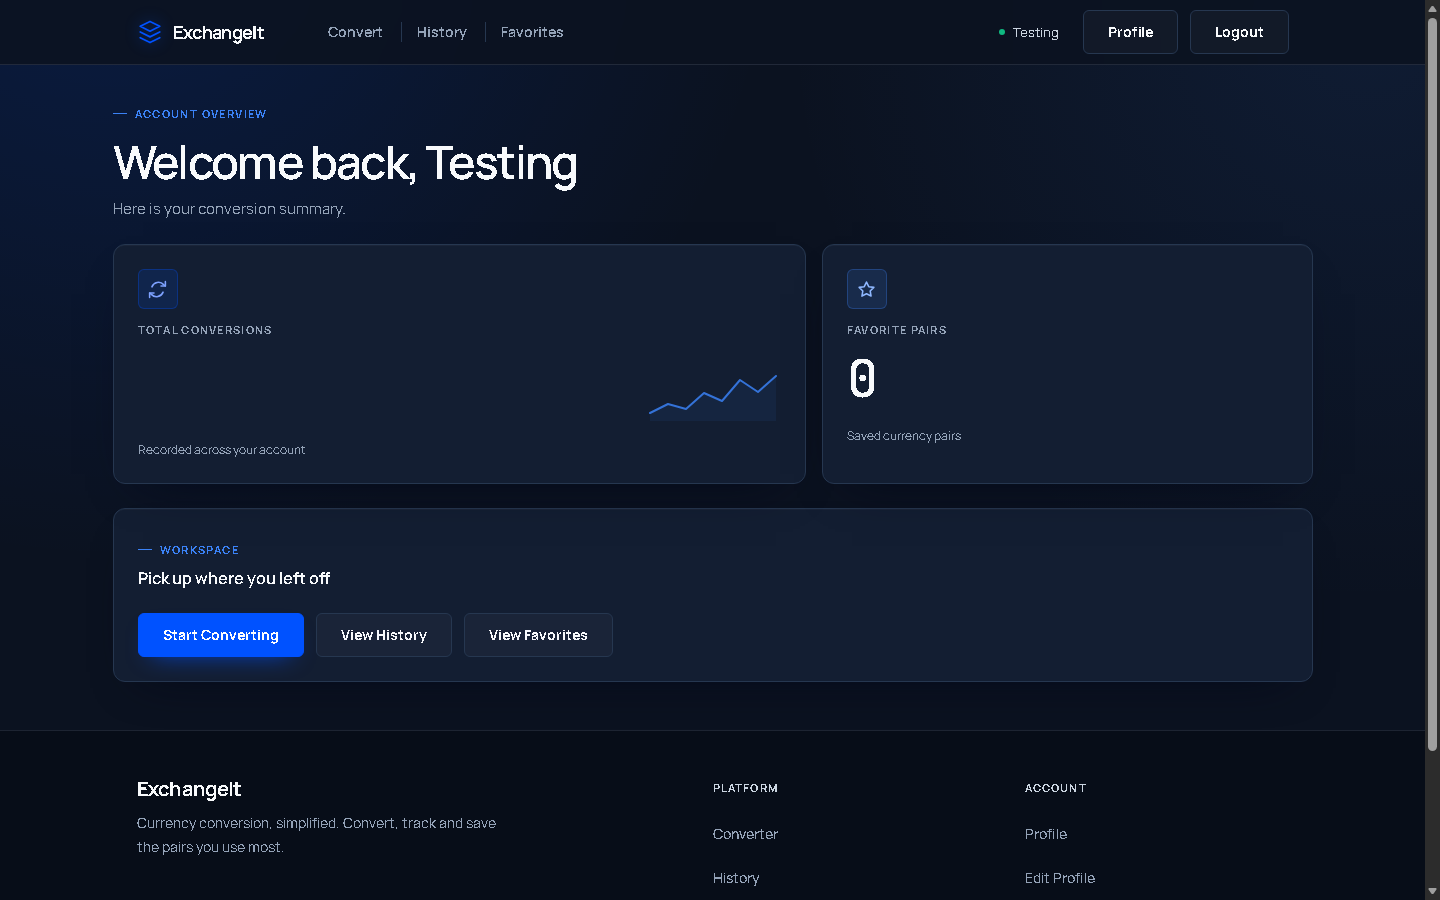 ExchangeIt
Convert
History
Favorites
Testing
Profile
Logout
ACCOUNT OVERVIEW
Welcome back, Testing
Here is your conversion summary.
TOTAL CONVERSIONS
Recorded across your account
FAVORITE PAIRS
0
Saved currency pairs
WORKSPACE
Pick up where you left off
Start Converting
View History
View Favorites
ExchangeIt
Currency conversion, simplified. Convert, track and save
the pairs you use most.
PLATFORM
Converter
History
ACCOUNT
Profile
Edit Profile